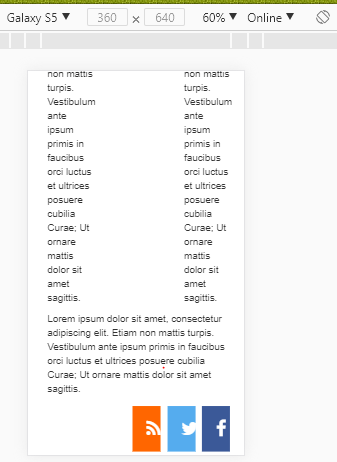 Galaxy S5 ▼ 360 × 640 60% ▼ Online ▼
non mattis non mattis
turpis. turpis.
Vestibulum Vestibulum
ante ante
ipsum ipsum
primis in primis in
faucibus faucibus
orci luctus orci luctus
et ultrices et ultrices
posuere posuere
cubilia cubilia
Curae; Ut Curae; Ut
ornare ornare
mattis mattis
dolor sit dolor sit
amet amet
sagittis. sagittis.
Lorem ipsum dolor sit amet, consectetur
adipiscing elit. Etiam non mattis turpis.
Vestibulum ante ipsum primis in faucibus
orci luctus et ultrices posuere cubilia
Curae; Ut ornare mattis dolor sit amet
sagittis.